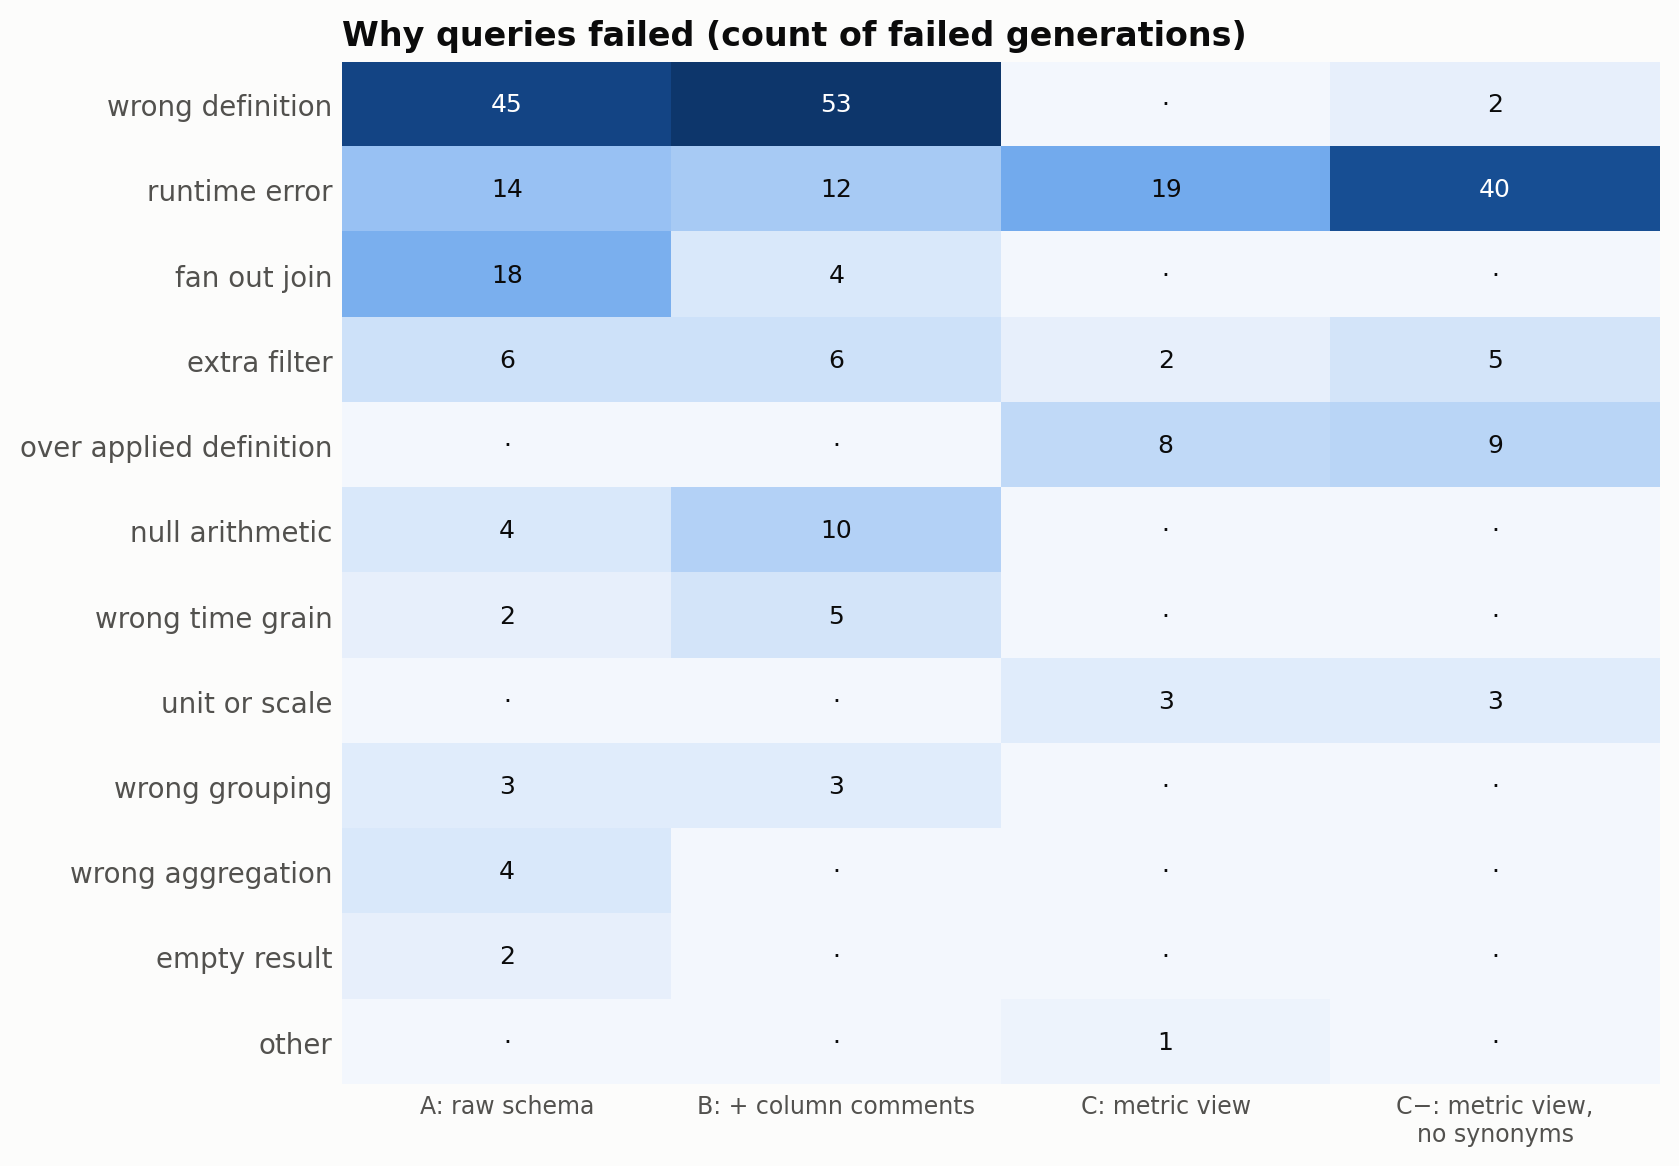 Why queries failed (count of failed generations)
wrong definition 45 53 · 2
runtime error 14 12 19 40
fan out join 18 4 · ·
extra filter 6 6 2 5
over applied definition · · 8 9
null arithmetic 4 10 · ·
wrong time grain 2 5 · ·
unit or scale · · 3 3
wrong grouping 3 3 · ·
wrong aggregation 4 · · ·
empty result 2 · · ·
other · · 1 ·
A: raw schema B: + column comments C: metric view C−: metric view,
no synonyms